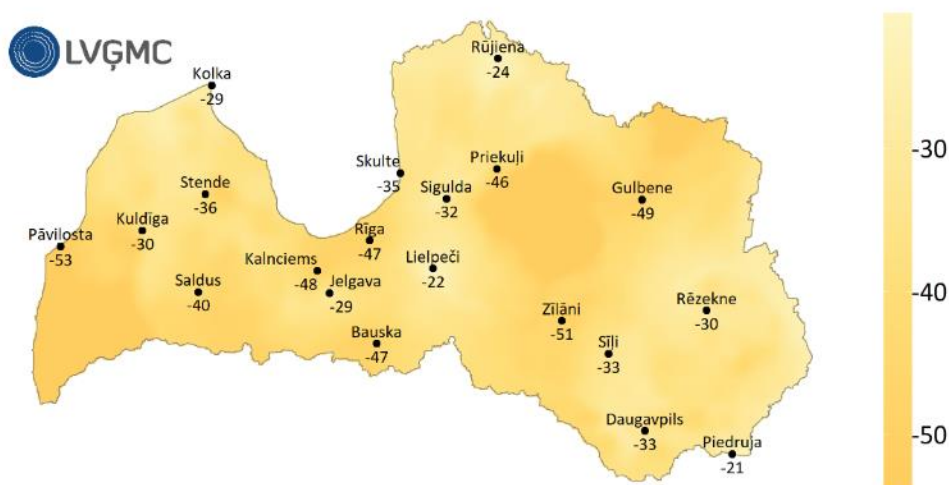 LVĢMC
Rūjiena
-24
Kolka
-29
-30
Skulte
-35
Priekuļi
-46
Sigulda
-32
Stende
-36
Gulbene
-49
Kuldīga
-30
Pāvilosta
-53
Rīga
-47
Kalnciems
-48
Lielpeči
-22
Saldus
-40
Jelgava
-29
-40
Rēzekne
-30
Zīlāni
-51
Bauska
-47
Sīļi
-33
Daugavpils
-33
Piedruja
-21
-50